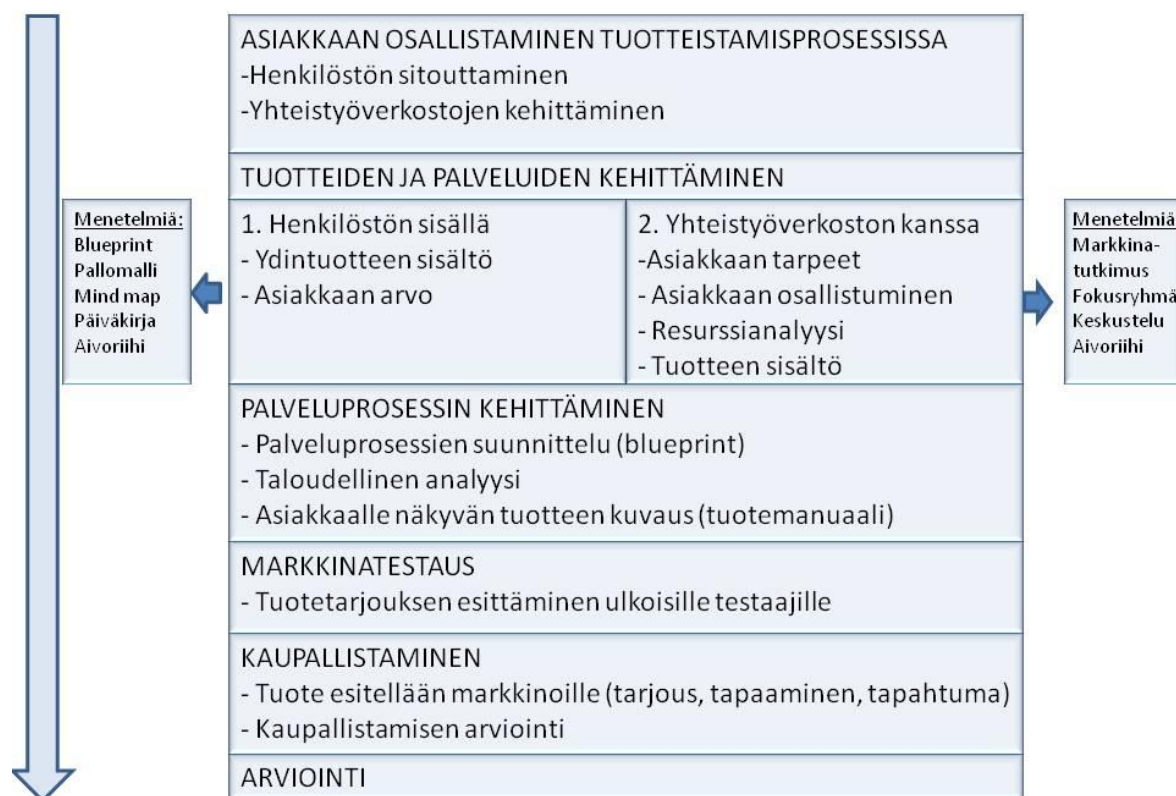 ASIAKKAAN OSALLISTAMINEN TUOTTEISTAMISPROSESSISSA
-Henkilöstön sitouttaminen
-Yhteistyöverkostojen kehittäminen
TUOTTEIDEN JA PALVELUIDEN KEHITTÄMINEN
Menetelmiä:
Blueprint
Pallomalli
Mind map
Päiväkirja
Aivoriihi
1. Henkilöstön sisällä
- Ydintuotteen sisältö
- Asiakkaan arvo
2. Yhteistyöverkoston kanssa
-Asiakkaan tarpeet
- Asiakkaan osallistuminen
- Resurssianalyysi
- Tuotteen sisältö
Menetelmiä
Markkina-
tutkimus
Fokusryhmä
Keskustelu
Aivoriihi
PALVELUPROSESSIN KEHITTÄMINEN
- Palveluprosessien suunnittelu (blueprint)
- Taloudellinen analyysi
- Asiakkaalle näkyvän tuotteen kuvaus (tuotemanuaali)
MARKKINATESTAUS
- Tuotetarjouksen esittäminen ulkoisille testaajille
KAUPALLISTAMINEN
- Tuote esitellään markkinoille (tarjous, tapaaminen, tapahtuma)
- Kaupallistamisen arviointi
ARVIOINTI